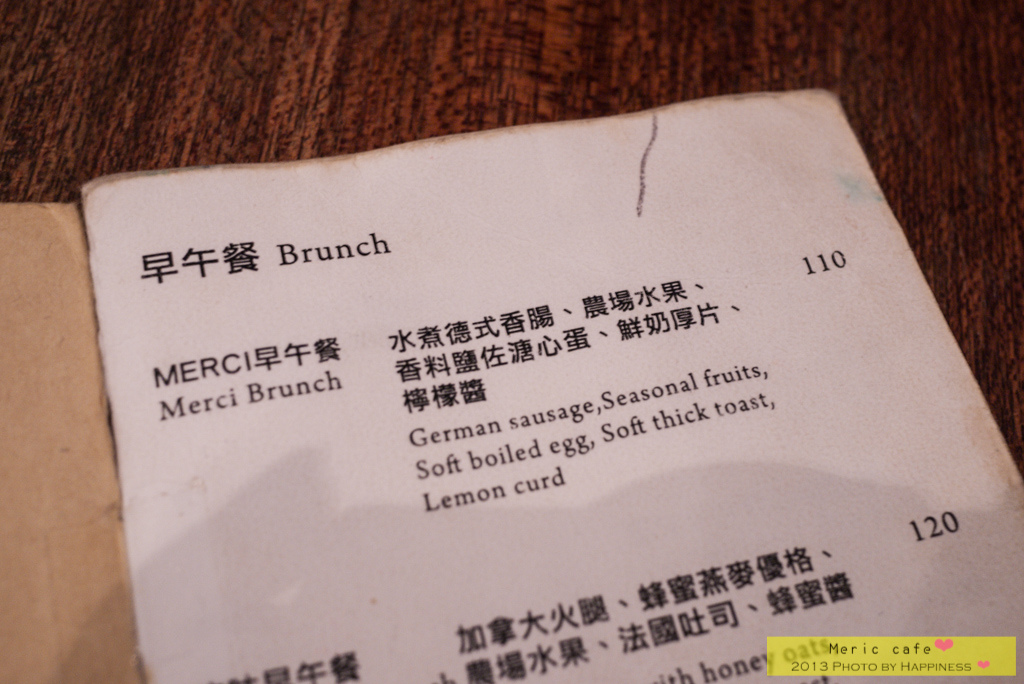 早午餐 Brunch
110
MERCI早午餐
Merci Brunch
水煮德式香腸、農場水果、
香料鹽佐溏心蛋、鮮奶厚片、
檸檬醬
German sausage,Seasonal fruits,
Soft boiled egg, Soft thick toast,
Lemon curd
120
早午餐
加拿大火腿、蜂蜜燕麥優格、
農場水果、法國吐司、蜂蜜醬
with honey oats
Meric cafe
2013 PHOTO BY HAPPINESS